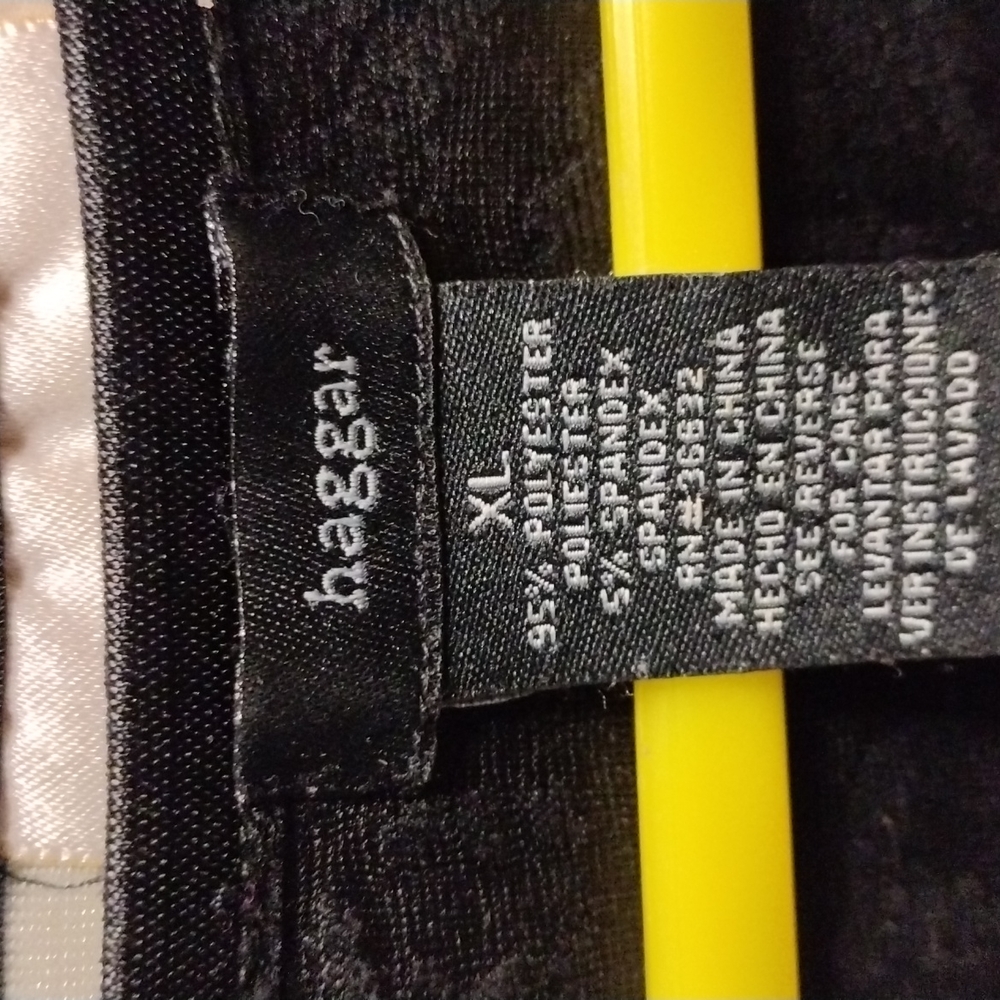 haggar
XL
95% POLYESTER
POLIESTER
5% SPANDEX
SPANDEX
RN # 36832
MADE IN CHINA
HECHO EN CHINA
SEE REVERSE
FOR CARE
LEVANTAR PARA
VER INSTRUCCIONES
DE LAVADO